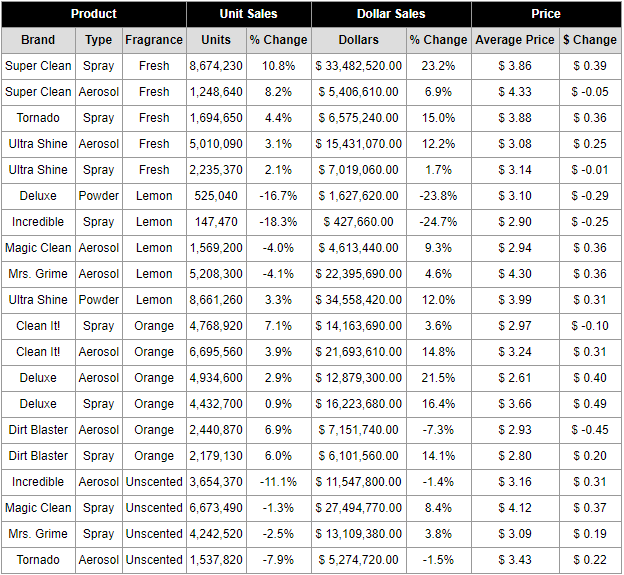 Product Unit Sales Dollar Sales Price
Brand Type Fragrance Units % Change Dollars % Change Average Price $ Change
Super Clean Spray Fresh 8,674,230 10.8% $ 33,482,520.00 23.2% $ 3.86 $ 0.39
Super Clean Aerosol Fresh 1,248,640 8.2% $ 5,406,610.00 6.9% $ 4.33 $ -0.05
Tornado Spray Fresh 1,694,650 4.4% $ 6,575,240.00 15.0% $ 3.88 $ 0.36
Ultra Shine Aerosol Fresh 5,010,090 3.1% $ 15,431,070.00 12.2% $ 3.08 $ 0.25
Ultra Shine Spray Fresh 2,235,370 2.1% $ 7,019,060.00 1.7% $ 3.14 $ -0.01
Deluxe Powder Lemon 525,040 -16.7% $ 1,627,620.00 -23.8% $ 3.10 $ -0.29
Incredible Spray Lemon 147,470 -18.3% $ 427,660.00 -24.7% $ 2.90 $ -0.25
Magic Clean Aerosol Lemon 1,569,200 -4.0% $ 4,613,440.00 9.3% $ 2.94 $ 0.36
Mrs. Grime Aerosol Lemon 5,208,300 -4.1% $ 22,395,690.00 4.6% $ 4.30 $ 0.36
Ultra Shine Powder Lemon 8,661,260 3.3% $ 34,558,420.00 12.0% $ 3.99 $ 0.31
Clean It! Spray Orange 4,768,920 7.1% $ 14,163,690.00 3.6% $ 2.97 $ -0.10
Clean It! Aerosol Orange 6,695,560 3.9% $ 21,693,610.00 14.8% $ 3.24 $ 0.31
Deluxe Aerosol Orange 4,934,600 2.9% $ 12,879,300.00 21.5% $ 2.61 $ 0.40
Deluxe Spray Orange 4,432,700 0.9% $ 16,223,680.00 16.4% $ 3.66 $ 0.49
Dirt Blaster Aerosol Orange 2,440,870 6.9% $ 7,151,740.00 -7.3% $ 2.93 $ -0.45
Dirt Blaster Spray Orange 2,179,130 6.0% $ 6,101,560.00 14.1% $ 2.80 $ 0.20
Incredible Aerosol Unscented 3,654,370 -11.1% $ 11,547,800.00 -1.4% $ 3.16 $ 0.31
Magic Clean Spray Unscented 6,673,490 -1.3% $ 27,494,770.00 8.4% $ 4.12 $ 0.37
Mrs. Grime Spray Unscented 4,242,520 -2.5% $ 13,109,380.00 3.8% $ 3.09 $ 0.19
Tornado Aerosol Unscented 1,537,820 -7.9% $ 5,274,720.00 -1.5% $ 3.43 $ 0.22